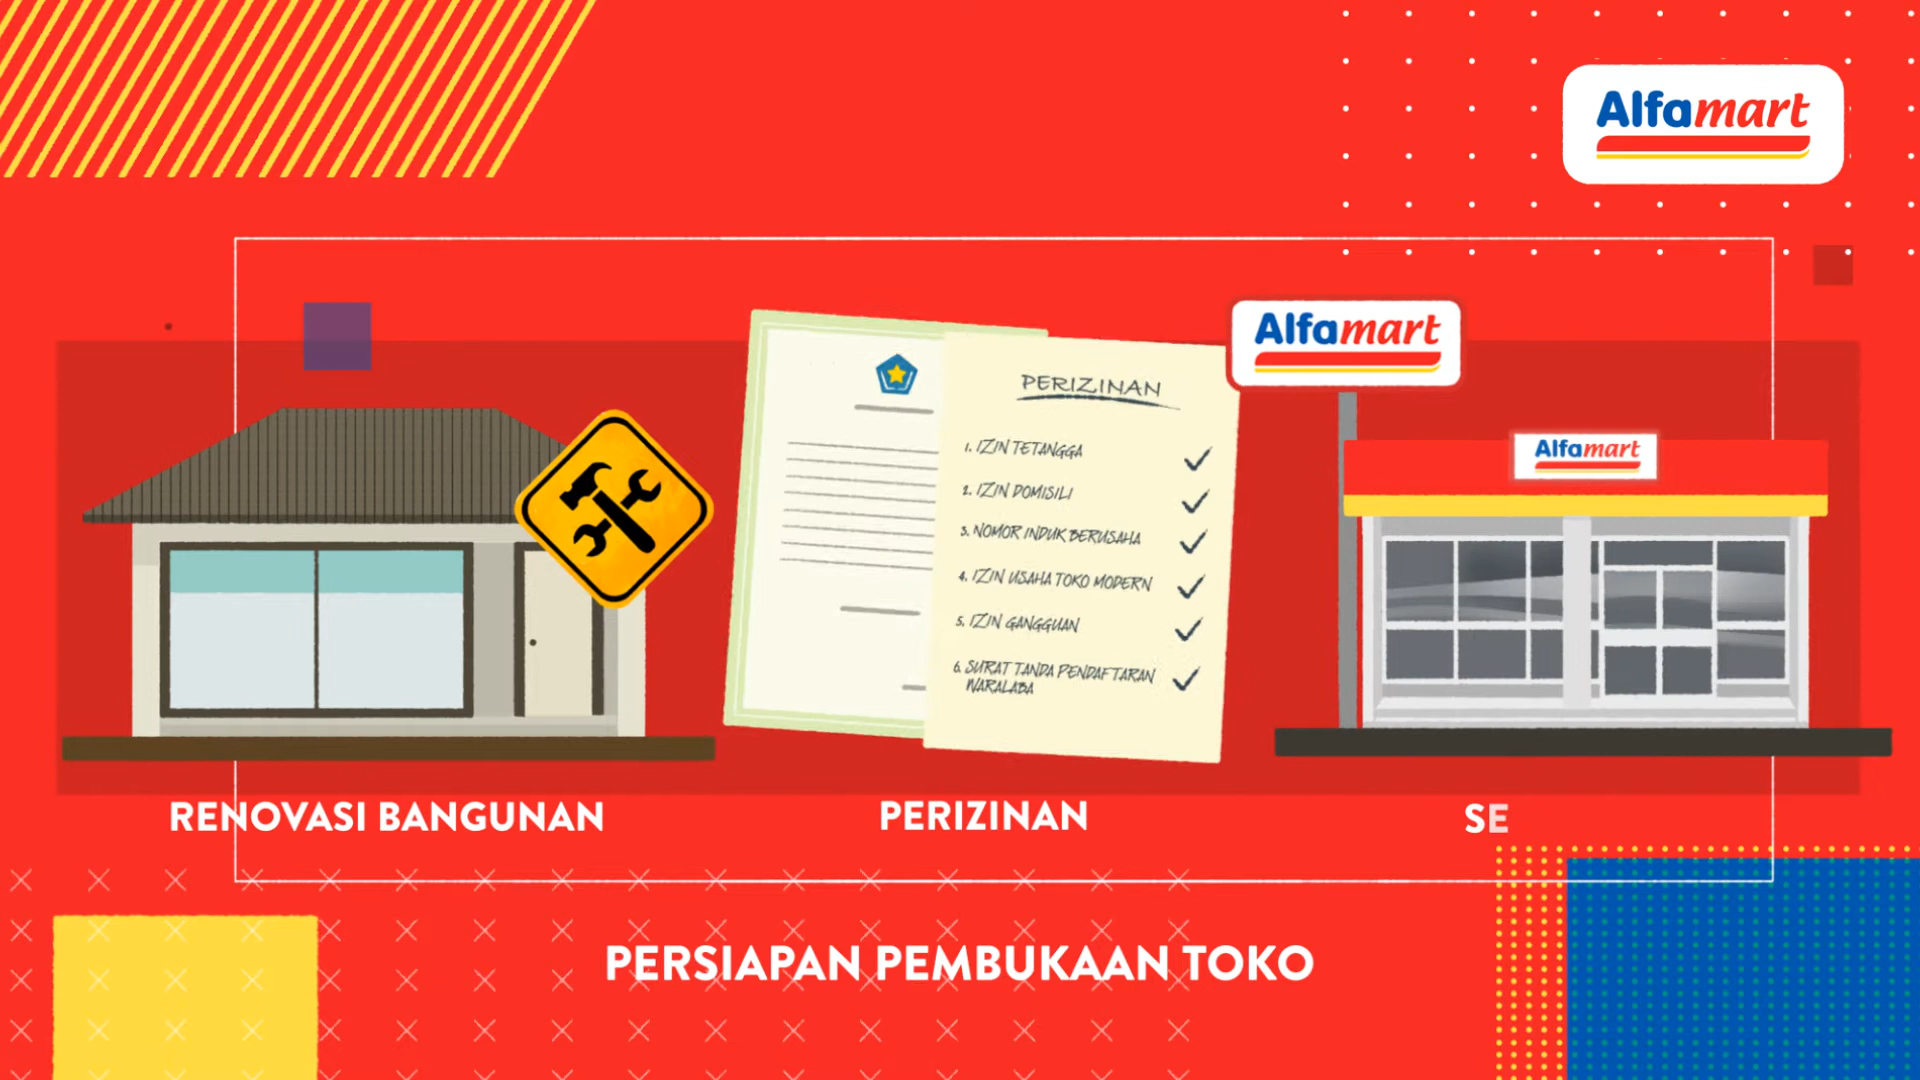 Alfamart
Alfamart
PERIZINAN
1. IZIN TETANGGA
2. IZIN DOMISILI
3. NOMOR INDUK BERUSAHA
4. IZIN USAHA TOKO MODERN
5. IZIN GANGGUAN
6. SURAT TANDA PENDAFTARAN
WARALABA
Alfamart
RENOVASI BANGUNAN
PERIZINAN
SE
PERSIAPAN PEMBUKAAN TOKO